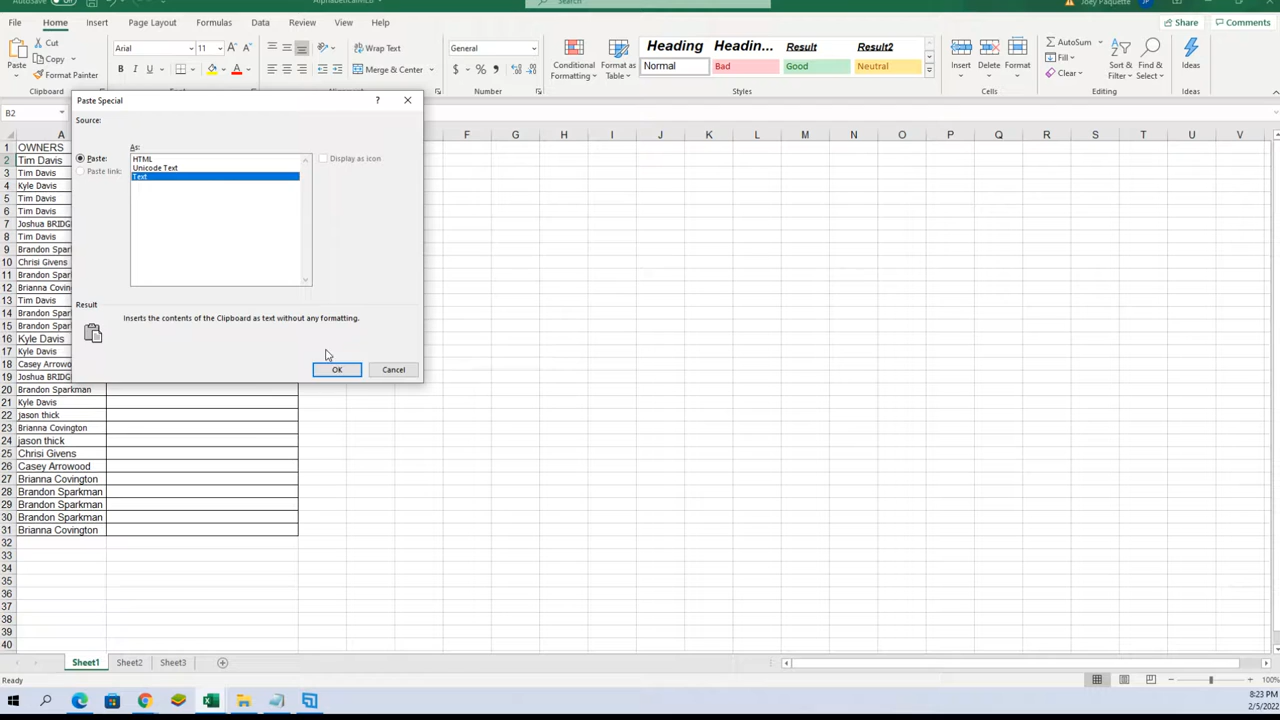 AutoSave
Search
Joey Paquette
JP
File
Home
Insert
Page Layout
Formulas
Data
Review
View
Help
Share
Comments
Paste
Cut
Copy
Format Painter
Clipboard
Arial
11
Wrap Text
Merge & Center
General
Number
Conditional Formatting
Format as Table
Heading
Headin...
Result
Result2
Normal
Bad
Good
Neutral
Styles
Insert
Delete
Format
Cells
AutoSum
Fill
Clear
Sort & Filter
Find & Select
Editing
Ideas
Ideas
B2
Paste Special
?
Source:
As:
Paste:
Paste link:
HTML
Unicode Text
Text
Display as icon
Result
Inserts the contents of the Clipboard as text without any formatting.
OK
Cancel
A F G H I J K L M N O P Q R S T U V
1 OWNERS
2 Tim Davis
3 Tim Davis
4 Kyle Davis
5 Tim Davis
6 Tim Davis
7 Joshua BRIDG
8 Tim Davis
9 Brandon Spar
10 Chrisi Givens
11 Brandon Spar
12 Brianna Covin
13 Tim Davis
14 Brandon Spar
15 Brandon Spar
16 Kyle Davis
17 Kyle Davis
18 Casey Arrowo
19 Joshua BRIDG
20 Brandon Sparkman
21 Kyle Davis
22 jason thick
23 Brianna Covington
24 jason thick
25 Chrisi Givens
26 Casey Arrowood
27 Brianna Covington
28 Brandon Sparkman
29 Brandon Sparkman
30 Brandon Sparkman
31 Brianna Covington
32
33
34
35
36
37
38
39
40
Sheet1
Sheet2
Sheet3
Ready
100%
8:23 PM
2/5/2022